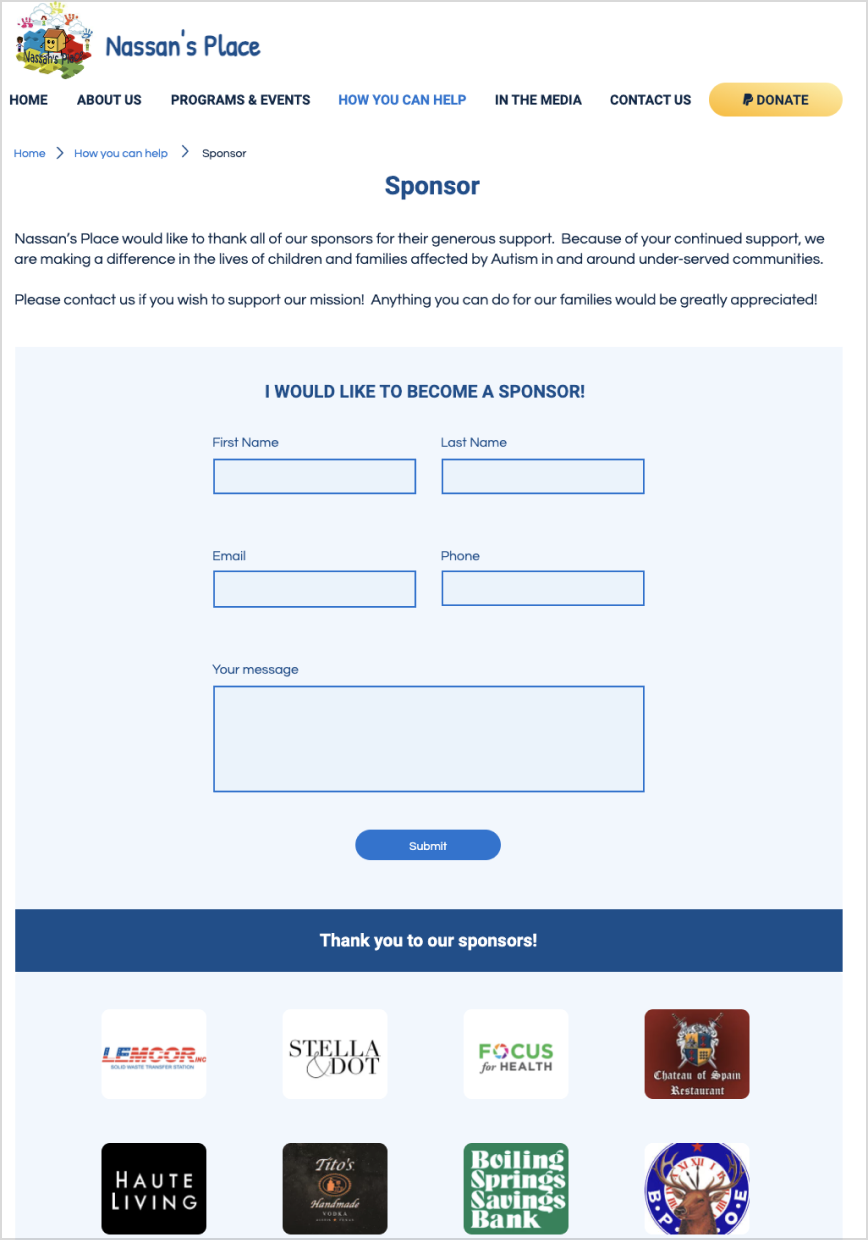 Nassan's Place
Nassan's Place
HOME
ABOUT US
PROGRAMS & EVENTS
HOW YOU CAN HELP
IN THE MEDIA
CONTACT US
DONATE
Home
How you can help
Sponsor
Sponsor
Nassan’s Place would like to thank all of our sponsors for their generous support.  Because of your continued support, we
are making a difference in the lives of children and families affected by Autism in and around under-served communities.
Please contact us if you wish to support our mission!  Anything you can do for our families would be greatly appreciated!
I WOULD LIKE TO BECOME A SPONSOR!
First Name
Last Name
Email
Phone
Your message
Submit
Thank you to our sponsors!
LEMCOR INC
SOLID WASTE TRANSFER STATION
STELLA
& DOT
FOCUS
for HEALTH
Chateau of Spain
Restaurant
HAUTE
LIVING
Tito's
Handmade
VODKA
Boiling
Springs
Savings
Bank
B.P.O.E